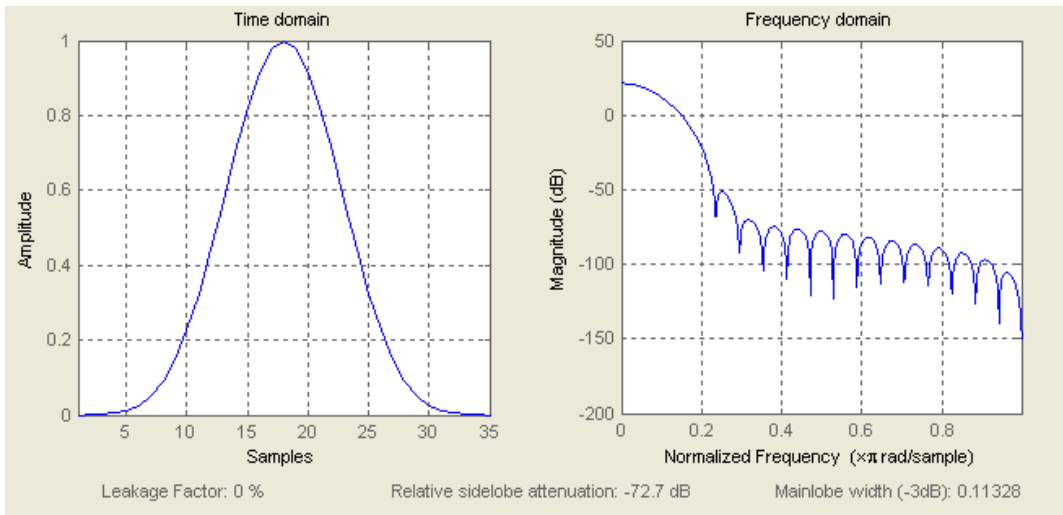 Time domain
1
0.8
0.6
0.4
0.2
0
Amplitude
5 10 15 20 25 30 35
Samples
Frequency domain
50
0
-50
-100
-150
-200
Magnitude (dB)
0 0.2 0.4 0.6 0.8
Normalized Frequency (×π rad/sample)
Leakage Factor: 0 %
Relative sidelobe attenuation: -72.7 dB
Mainlobe width (-3dB): 0.11328